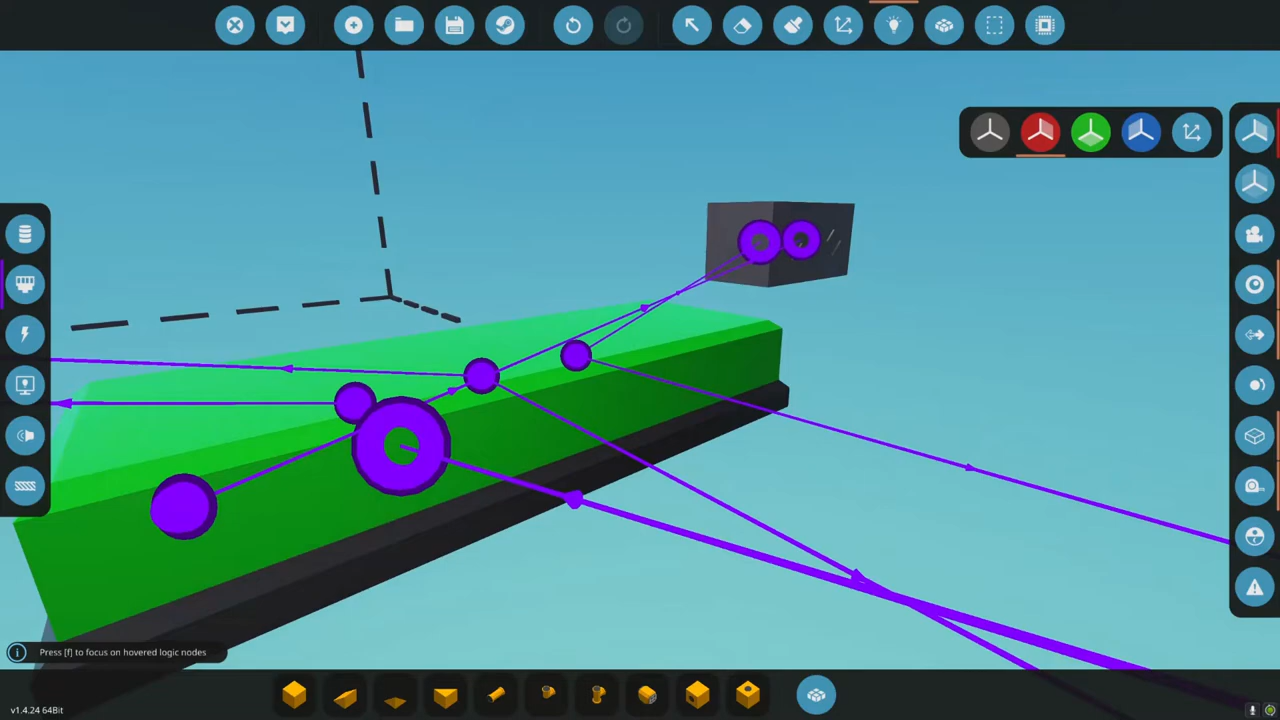 Press [f] to focus on hovered logic nodes
v1.4.24 64Bit